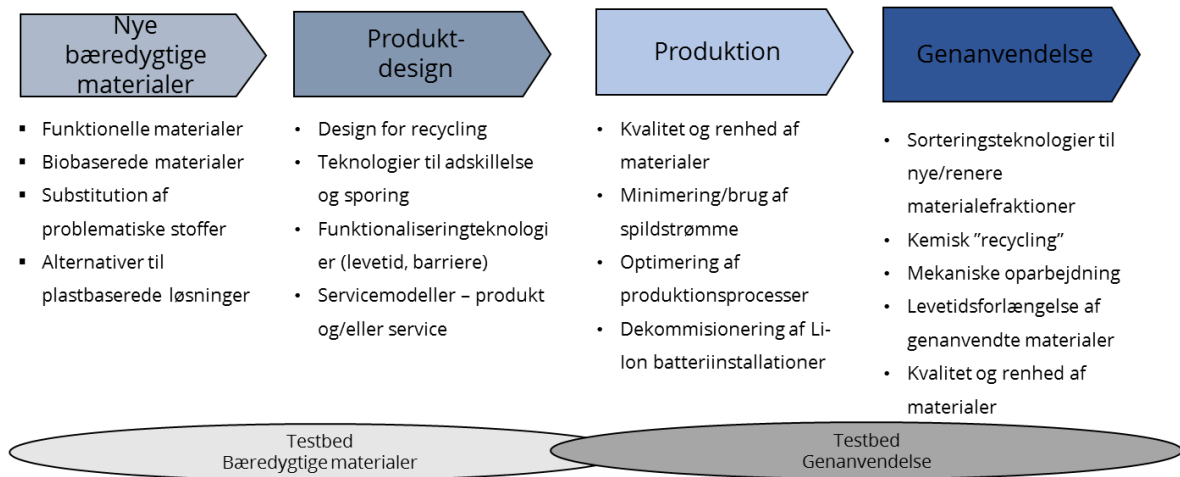 Nye
bæredygtige
materialer
▪ Funktionelle materialer
▪ Biobaserede materialer
▪ Substitution af
problematiske stoffer
▪ Alternativer til
plastbaserede løsninger
Produkt-
design
• Design for recycling
• Teknologier til adskillelse
og sporing
• Funktionaliseringteknologi
er (levetid, barriere)
• Servicemodeller – produkt
og/eller service
Produktion
• Kvalitet og renhed af
materialer
• Minimering/brug af
spildstrømme
• Optimering af
produktionsprocesser
• Dekommisionering af Li-
Ion batteriinstallationer
Genanvendelse
• Sorteringsteknologier til
nye/renere
materialefraktioner
• Kemisk ”recycling”
• Mekaniske oparbejdning
• Levetidsforlængelse af
genanvendte materialer
• Kvalitet og renhed af
materialer
Testbed
Bæredygtige materialer
Testbed
Genanvendelse